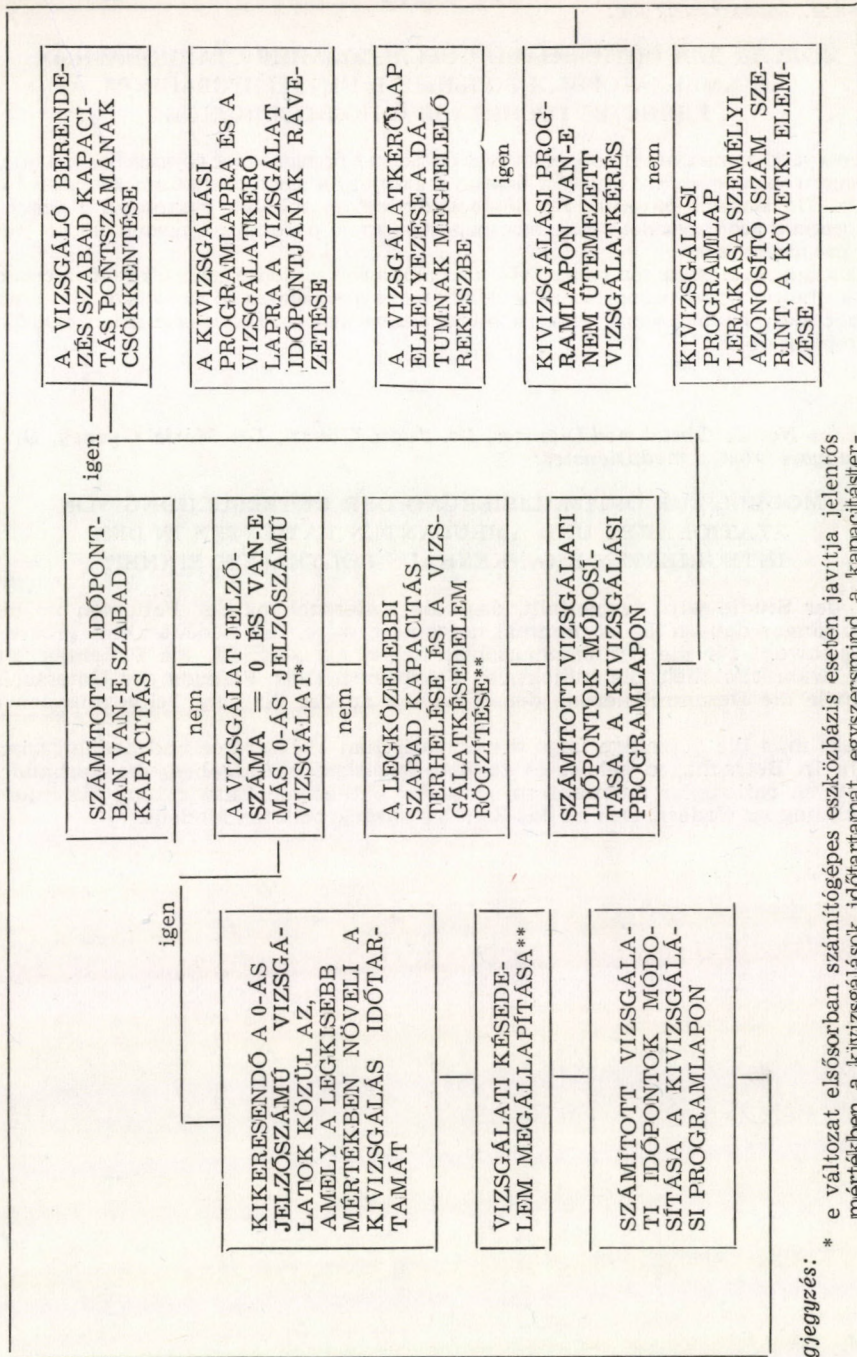 KIKERESENDŐ A 0-ÁS
JELZŐSZÁMÚ VIZSGÁ-
LATOK KÖZÜL AZ,
AMELY A LEGKISEBB
MÉRTÉKBEN NÖVELI A
KIVIZSGÁLÁS IDŐTAR-
TAMÁT
VIZSGÁLATI KÉSEDE-
LEM MEGÁLLAPÍTÁSA**
SZÁMÍTOTT VIZSGÁLA-
TI IDŐPONTOK MÓDO-
SÍTÁSA A KIVIZSGÁLÁ-
SI PROGRAMLAPON
igen
SZÁMÍTOTT IDŐPONT-
BAN VAN-E SZABAD
KAPACITÁS
igen
nem
VIZSGÁLAT JELZŐ-
SZÁMA = 0 ÉS VAN-E
MÁS 0-ÁS JELZŐSZÁMÚ
VIZSGÁLAT*
nem
A LEGKÖZELEBBI
SZABAD KAPACITÁS
TERHELÉSE ÉS A VIZS-
GÁLATKÉSEDELEM
RÖGZÍTÉSE**
SZÁMÍTOTT VIZSGÁLATI
IDŐPONTOK MÓDOSÍ-
TÁSA A KIVIZSGÁLÁSI
PROGRAMLAPON
A VIZSGÁLÓ BERENDE-
ZÉS SZABAD KAPACI-
TÁS PONTSZÁMÁNAK
CSÖKKENTÉSE
A KIVIZSGÁLÁSI
PROGRAMLAPRA ÉS A
VIZSGÁLATKÉRŐ
LAPRA VIZSGÁLAT
IDŐPONTJÁNAK RÁVE-
ZETÉSE
A VIZSGÁLATKÉRŐLAP
ELHELYEZÉSE A DÁ-
TUMNAK MEGFELELŐ
REKESZBE
igen
KIVIZSGÁLÁSI PROG-
RAMLAPON VAN-E
NEM ÜTEMEZETT
VIZSGÁLATKÉRÉS
nem
KIVIZSGÁLÁSI
PROGRAMLAP
LERAKÁSA SZEMÉLYI
AZONOSÍTÓ SZÁM SZE-
RINT. A KÖVETK. ELEM-
ZÉSE
gjegyzés:
* e változat elsősorban számítógépes eszközbázis esetén javítja jelentős
mértékben a kivizsgálások időtartamát, egyszersmind a kapacitáster-